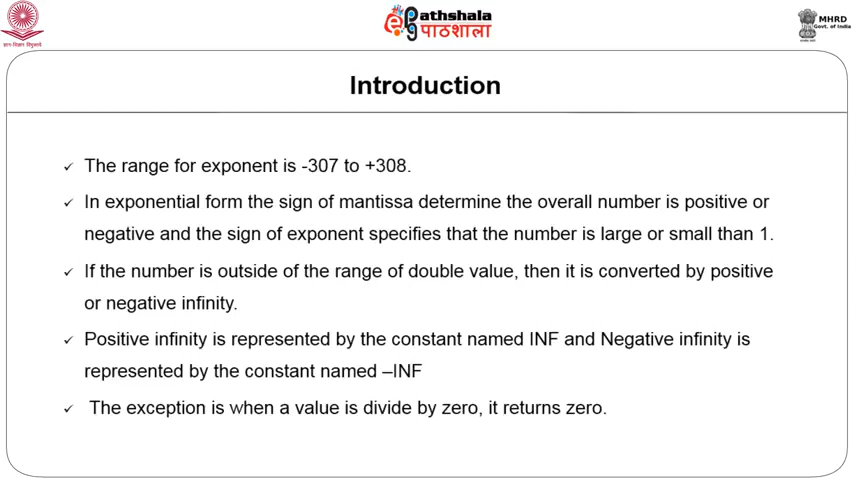 Pathshala
पाठशाला
MHRD
Govt. of India
Introduction
✓ The range for exponent is -307 to +308.
✓ In exponential form the sign of mantissa determine the overall number is positive or
negative and the sign of exponent specifies that the number is large or small than 1.
✓ If the number is outside of the range of double value, then it is converted by positive
or negative infinity.
✓ Positive infinity is represented by the constant named INF and Negative infinity is
represented by the constant named –INF
✓ The exception is when a value is divide by zero, it returns zero.